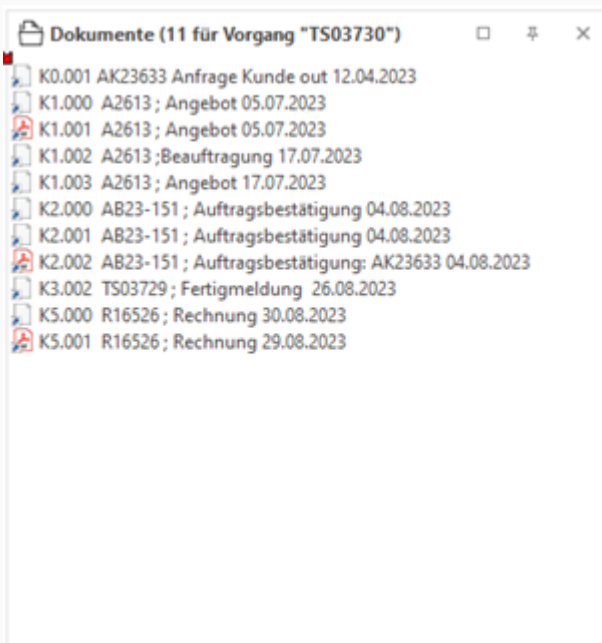 Dokumente (11 für Vorgang "TS03730")
K0.001 AK23633 Anfrage Kunde out 12.04.2023
K1.000 A2613 ; Angebot 05.07.2023
K1.001 A2613 ; Angebot 05.07.2023
K1.002 A2613 ;Beauftragung 17.07.2023
K1.003 A2613 ; Angebot 17.07.2023
K2.000 AB23-151 ; Auftragsbestätigung 04.08.2023
K2.001 AB23-151 ; Auftragsbestätigung 04.08.2023
K2.002 AB23-151 ; Auftragsbestätigung: AK23633 04.08.2023
K3.002 TS03729 ; Fertigmeldung 26.08.2023
K5.000 R16526 ; Rechnung 30.08.2023
K5.001 R16526 ; Rechnung 29.08.2023